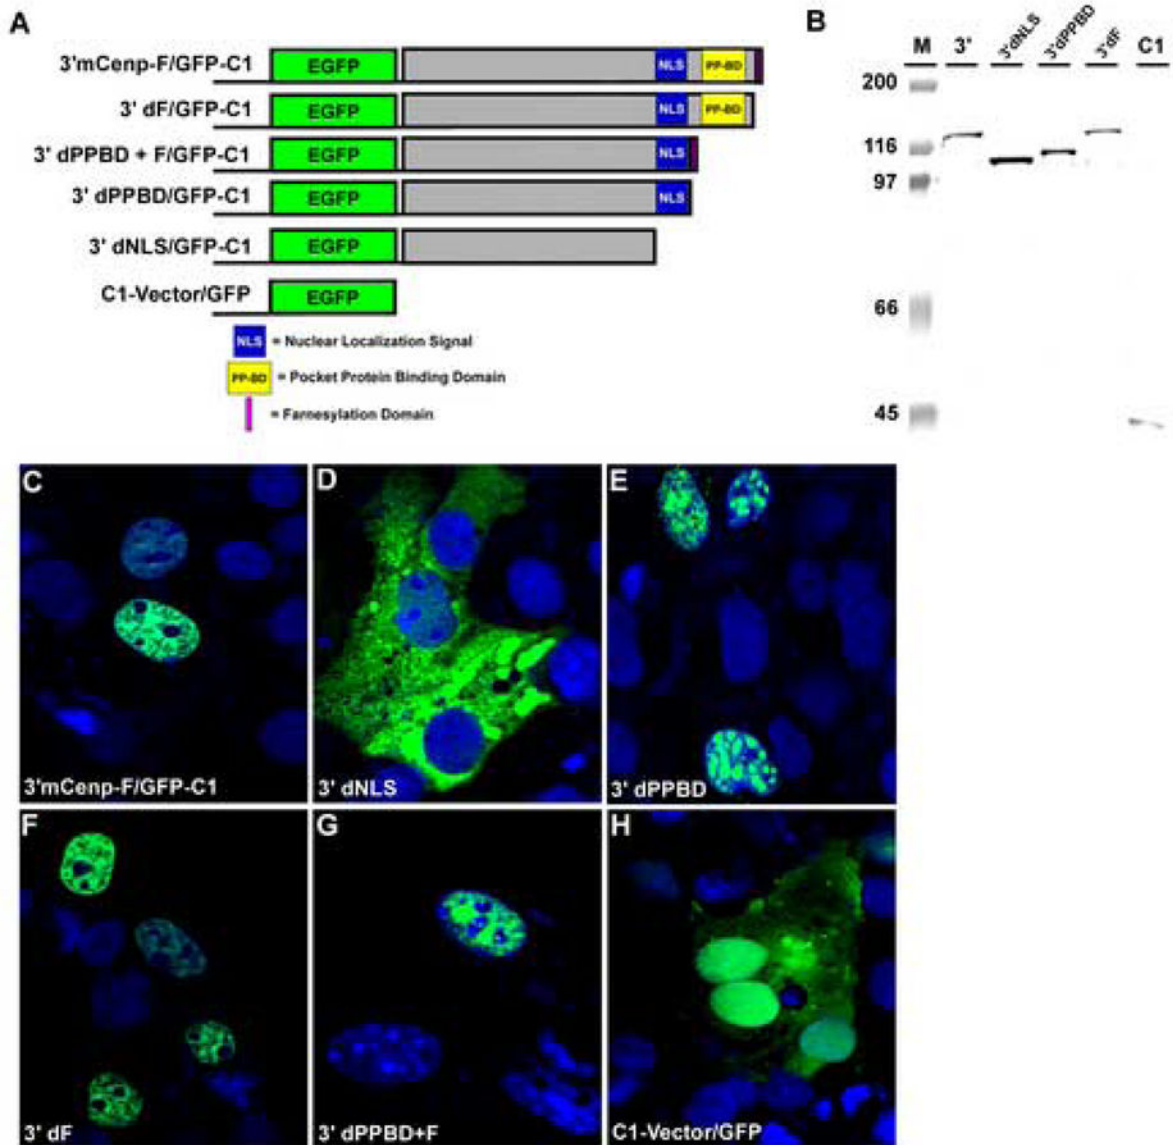 A
3'mCenp-F/GFP-C1 EGFP NLS PP-BD
3' dF/GFP-C1 EGFP NLS PP-BD
3' dPPBD + F/GFP-C1 EGFP NLS
3' dPPBD/GFP-C1 EGFP NLS
3' dNLS/GFP-C1 EGFP
C1-Vector/GFP EGFP
NLS = Nuclear Localization Signal
PP-BD = Pocket Protein Binding Domain
= Farnesylation Domain
B
M 3' 3'dNLS 3'dPPBD 3'dF C1
200
116
97
66
45
C
3'mCenp-F/GFP-C1
D
3' dNLS
E
3' dPPBD
F
3' dF
G
3' dPPBD+F
H
C1-Vector/GFP